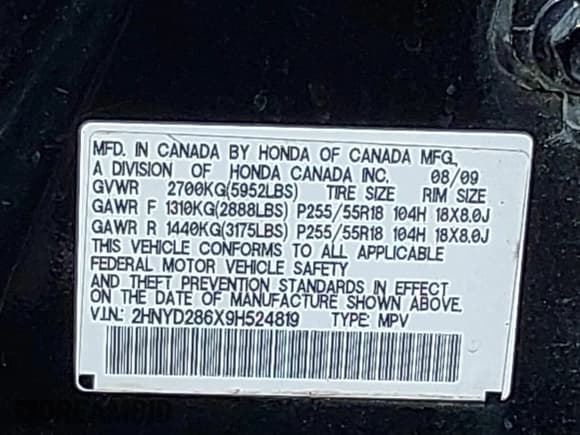 MFD. IN CANADA BY HONDA OF CANADA MFG.,
A DIVISION OF HONDA CANADA INC. 08/09
GVWR 2700KG(5952LBS) TIRE SIZE RIM SIZE
GAWR F 1310KG(2888LBS) P255/55R18 104H 18X8.0J
GAWR R 1440KG(3175LBS) P255/55R18 104H 18X8.0J
THIS VEHICLE CONFORMS TO ALL APPLICABLE
FEDERAL MOTOR VEHICLE SAFETY
AND THEFT PREVENTION STANDARDS IN EFFECT
ON THE DATE OF MANUFACTURE SHOWN ABOVE.
V.I.N.: 2HNYD286X9H524819 TYPE: MPV
DREAMBID